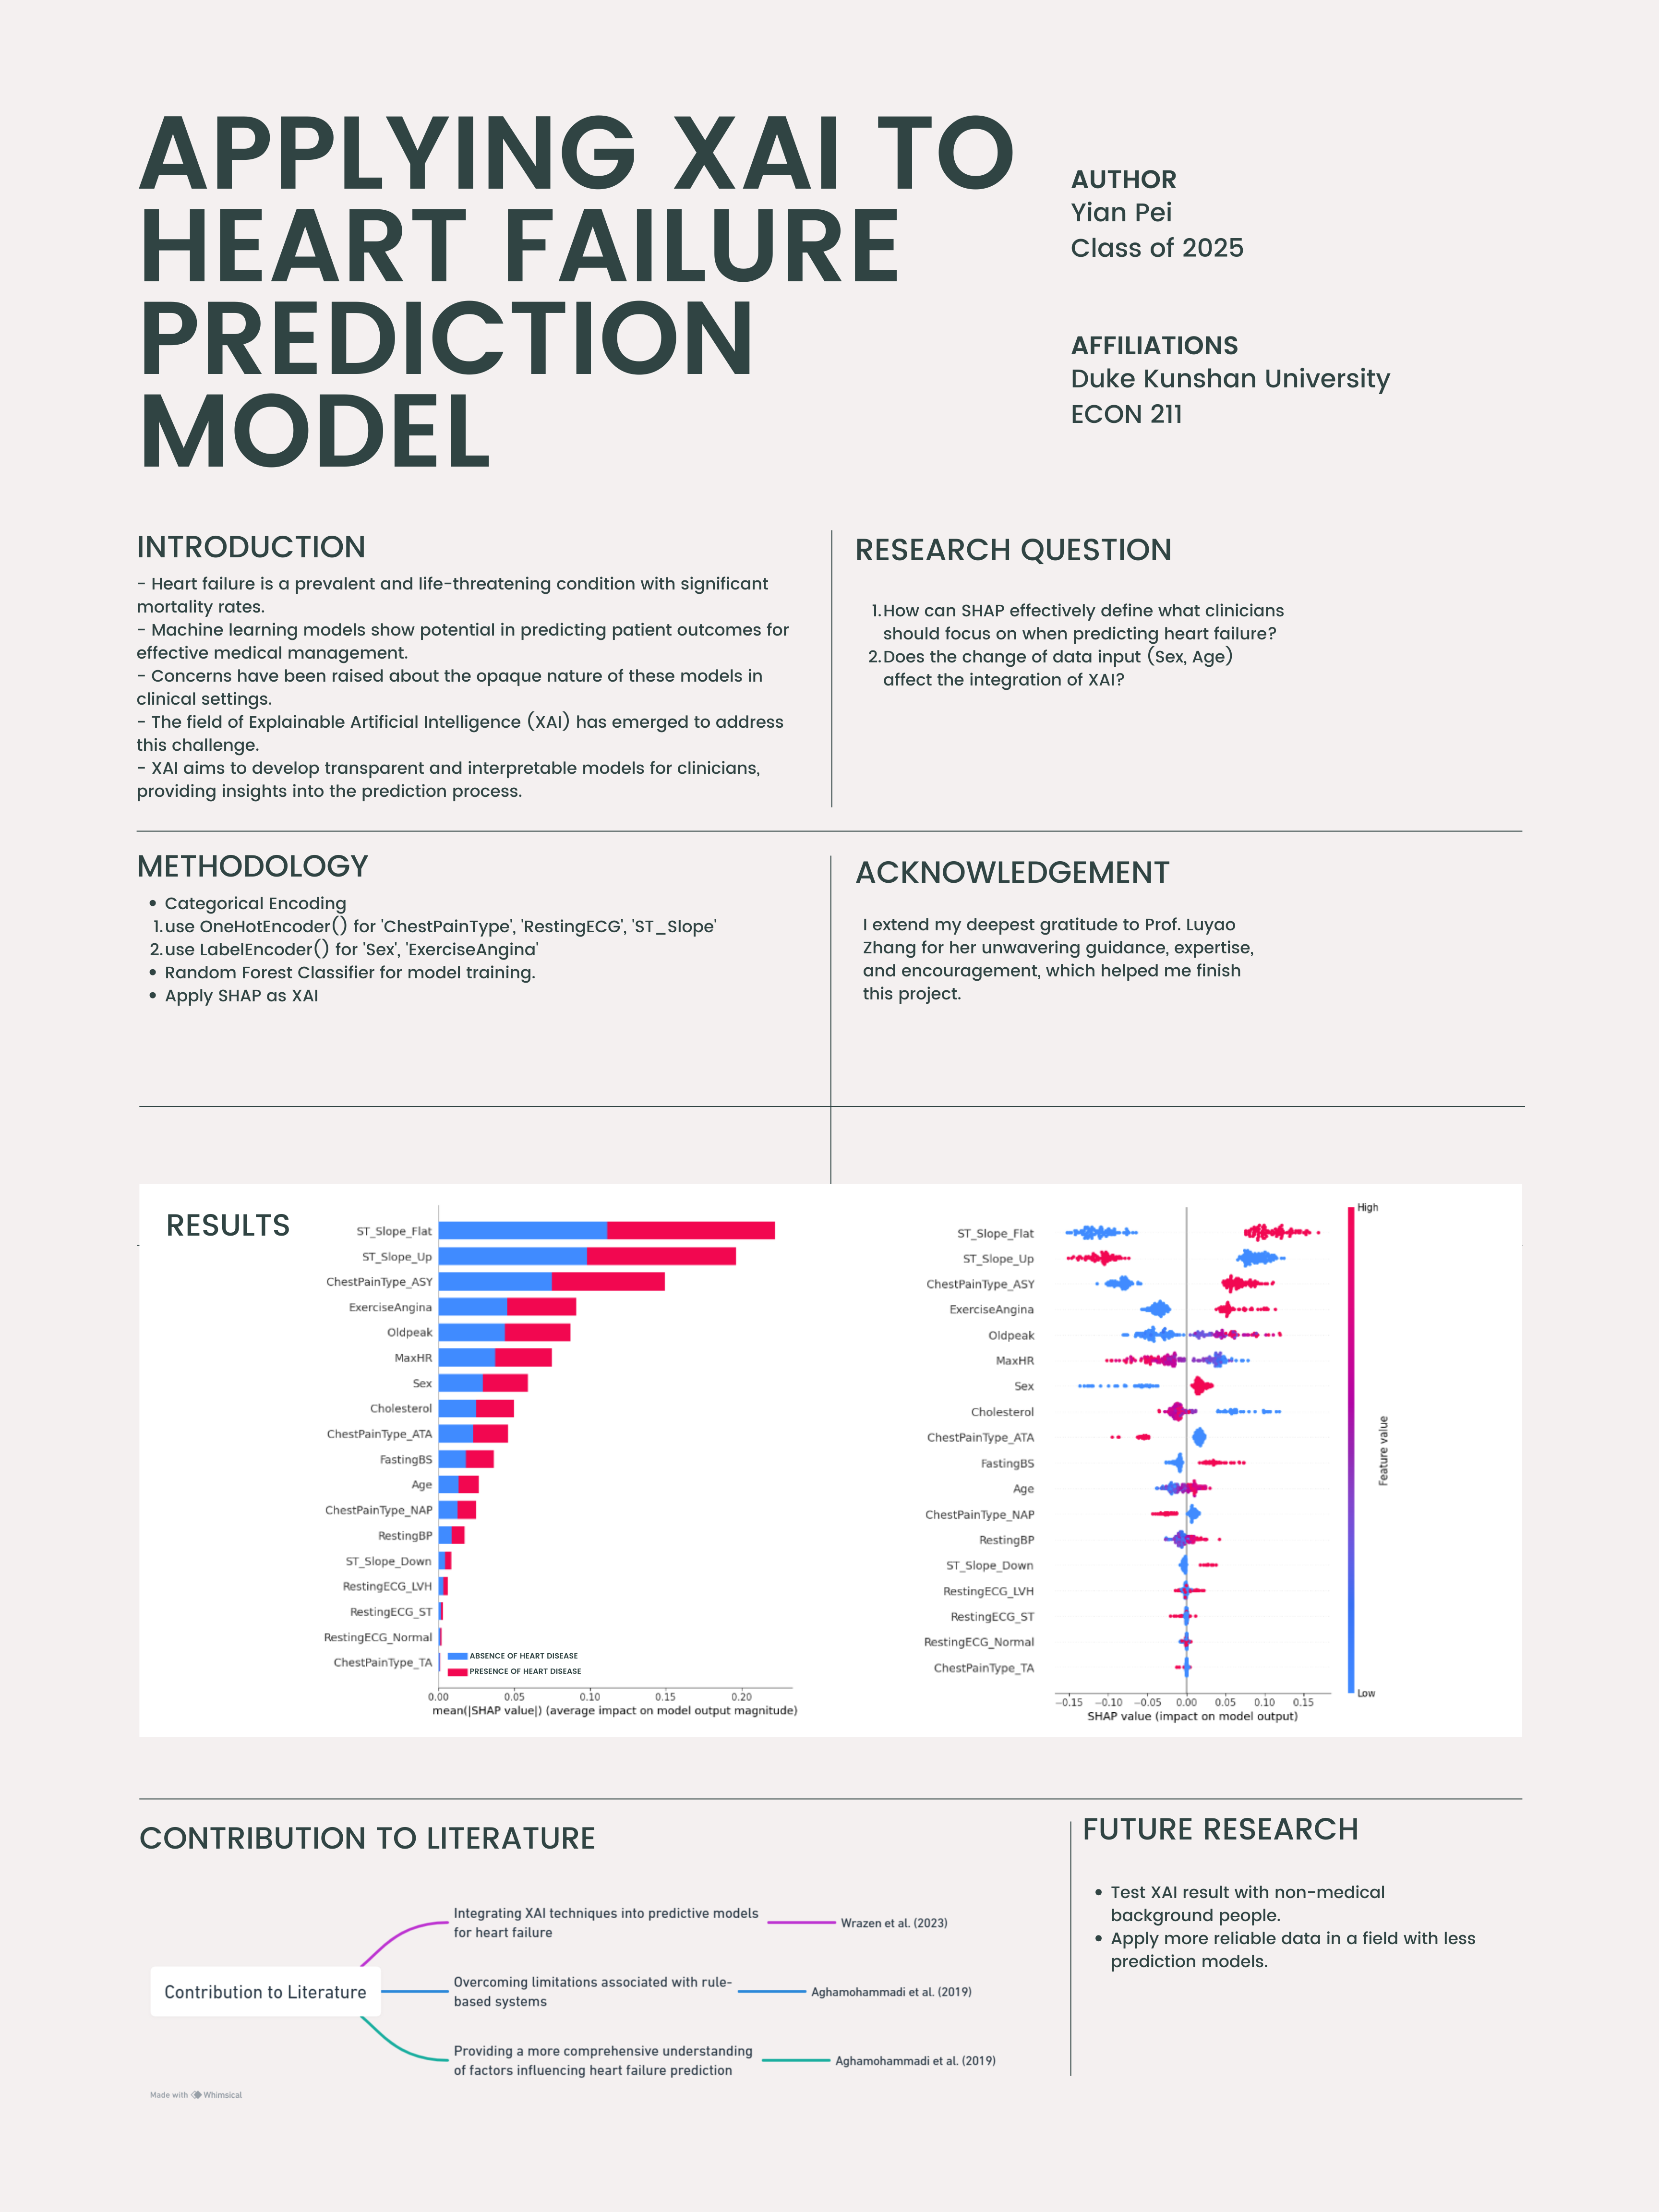 APPLYING XAI TO
HEART FAILURE
PREDICTION
MODEL
AUTHOR
Yian Pei
Class of 2025
AFFILIATIONS
Duke Kunshan University
ECON 211
INTRODUCTION
- Heart failure is a prevalent and life-threatening condition with significant
mortality rates.
- Machine learning models show potential in predicting patient outcomes for
effective medical management.
- Concerns have been raised about the opaque nature of these models in
clinical settings.
- The field of Explainable Artificial Intelligence (XAI) has emerged to address
this challenge.
- XAI aims to develop transparent and interpretable models for clinicians,
providing insights into the prediction process.
RESEARCH QUESTION
1. How can SHAP effectively define what clinicians
should focus on when predicting heart failure?
2. Does the change of data input (Sex, Age)
affect the integration of XAI?
METHODOLOGY
• Categorical Encoding
1. use OneHotEncoder() for 'ChestPainType', 'RestingECG', 'ST_Slope'
2. use LabelEncoder() for 'Sex', 'ExerciseAngina'
• Random Forest Classifier for model training.
• Apply SHAP as XAI
ACKNOWLEDGEMENT
I extend my deepest gratitude to Prof. Luyao
Zhang for her unwavering guidance, expertise,
and encouragement, which helped me finish
this project.
RESULTS
ST_Slope_Flat
ST_Slope_Up
ChestPainType_ASY
ExerciseAngina
Oldpeak
MaxHR
Sex
Cholesterol
ChestPainType_ATA
FastingBS
Age
ChestPainType_NAP
RestingBP
ST_Slope_Down
RestingECG_LVH
RestingECG_ST
RestingECG_Normal
ChestPainType_TA
ABSENCE OF HEART DISEASE
PRESENCE OF HEART DISEASE
0.00 0.05 0.10 0.15 0.20
mean(|SHAP value|) (average impact on model output magnitude)
ST_Slope_Flat
ST_Slope_Up
ChestPainType_ASY
ExerciseAngina
Oldpeak
MaxHR
Sex
Cholesterol
ChestPainType_ATA
FastingBS
Age
ChestPainType_NAP
RestingBP
ST_Slope_Down
RestingECG_LVH
RestingECG_ST
RestingECG_Normal
ChestPainType_TA
−0.15 −0.10 −0.05 0.00 0.05 0.10 0.15
SHAP value (impact on model output)
High
Feature value
Low
CONTRIBUTION TO LITERATURE
Contribution to Literature
Integrating XAI techniques into predictive models
for heart failure
Wrazen et al. (2023)
Overcoming limitations associated with rule-
based systems
Aghamohammadi et al. (2019)
Providing a more comprehensive understanding
of factors influencing heart failure prediction
Aghamohammadi et al. (2019)
Made with Whimsical
FUTURE RESEARCH
• Test XAI result with non-medical
background people.
• Apply more reliable data in a field with less
prediction models.